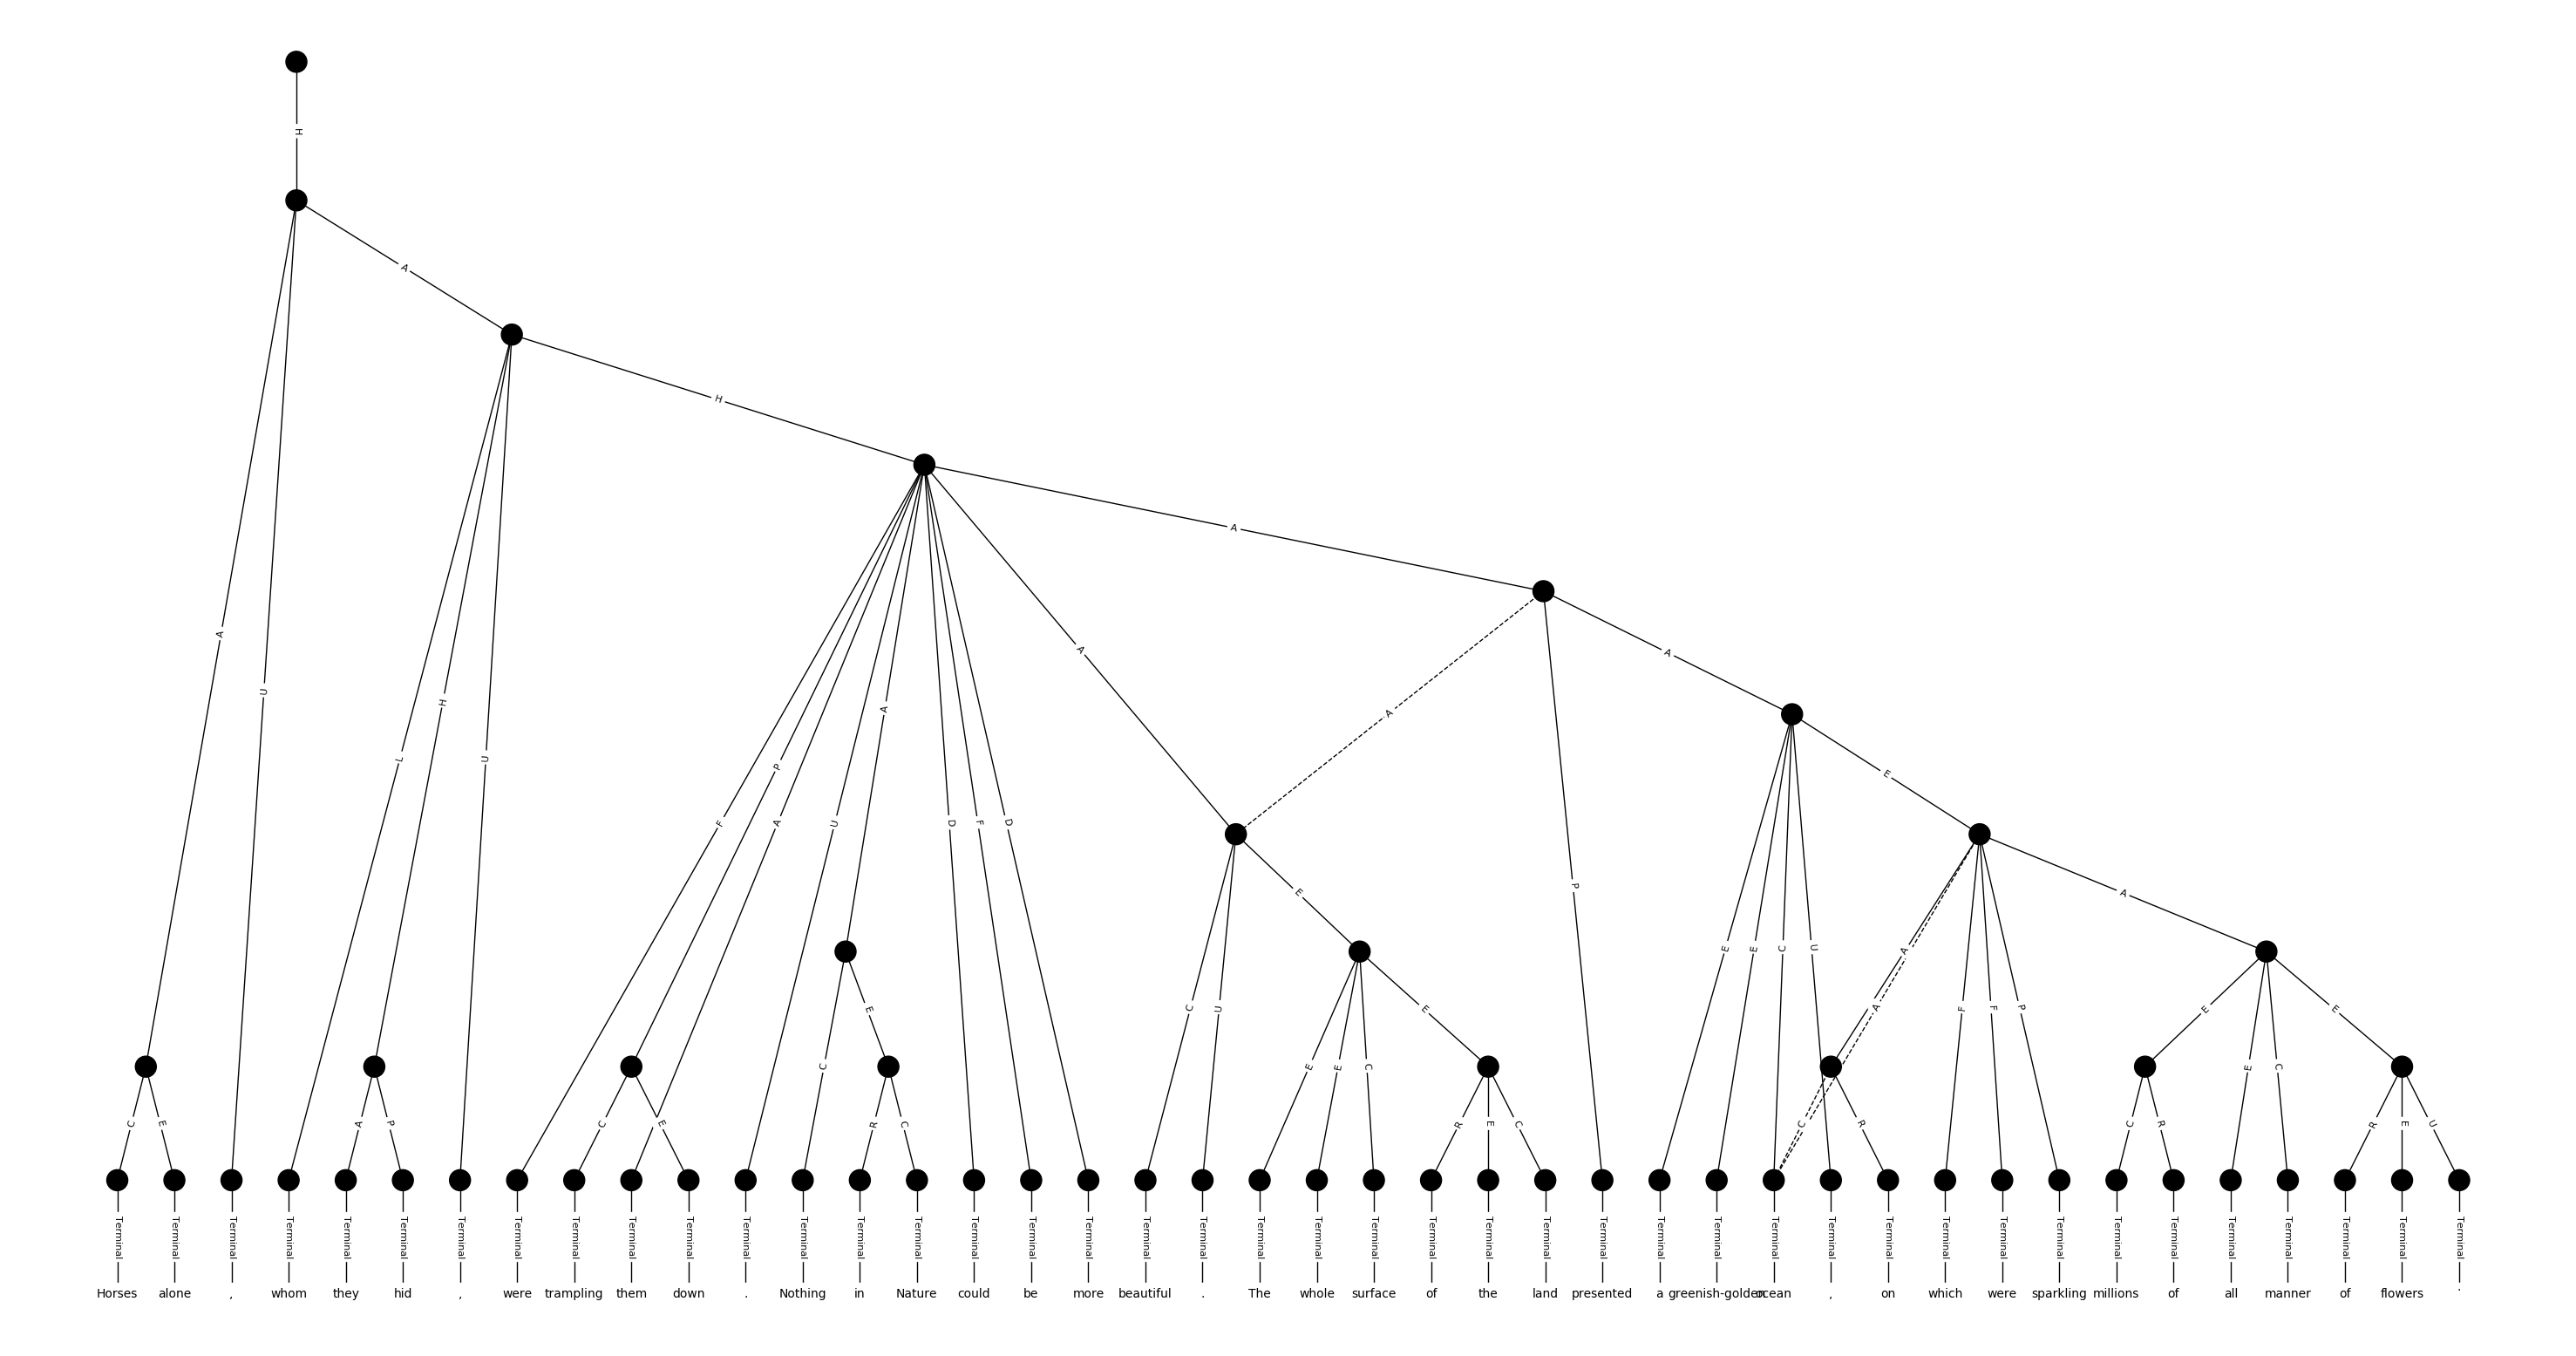 H
A
H
A
A
A
A
U
L
H
U
F
P
A
U
A
D
F
D
A
P
E
E
E
C
U
E
A
A
F
F
P
A
C
U
E
E
E
C
E
E
E
C
E
C
E
A
P
C
E
C
E
R
C
R
E
C
C
R
C
R
R
E
U
Terminal Terminal Terminal Terminal Terminal Terminal Terminal Terminal Terminal Terminal Terminal Terminal Terminal Terminal Terminal Terminal Terminal Terminal Terminal Terminal Terminal Terminal Terminal Terminal Terminal Terminal Terminal Terminal Terminal Terminal Terminal Terminal Terminal Terminal Terminal Terminal Terminal Terminal Terminal Terminal Terminal Terminal
Horses alone , whom they hid , were trampling them down . Nothing in Nature could be more beautiful . The whole surface of the land presented a greenish-golden ocean , on which were sparkling millions of all manner of flowers .